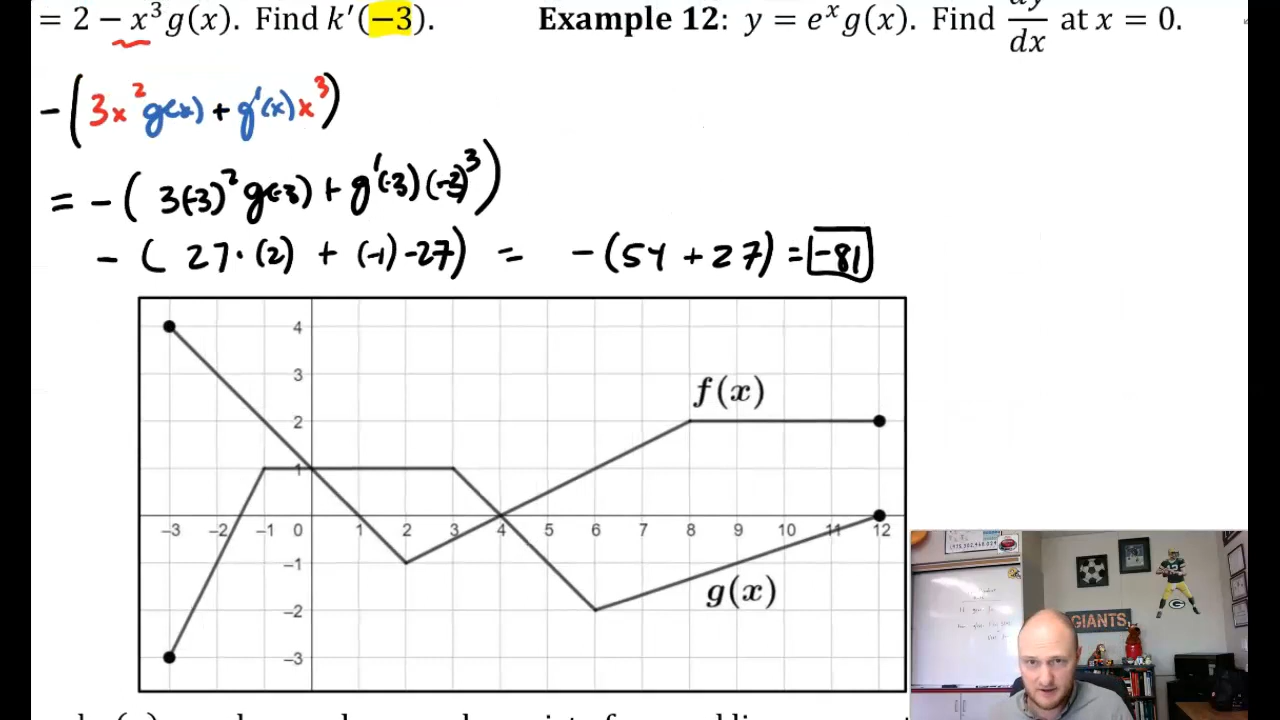 = 2 − x³g(x). Find k′(−3).
Example 12: y = eˣg(x). Find dy/dx at x = 0.
− (3x² g(x) + g′(x) x³)
= − ( 3(-3)² g(-3) + g′(-3) (-3)³ )
− ( 27 · (2) + (-1) -27 ) = − (54 + 27) = -81
4
3
f(x)
2
1
−3 −2 −1 0 1 2 3 4 5 6 7 8 9 10 11 12
−1
g(x)
−2
−3
GIANTS
G